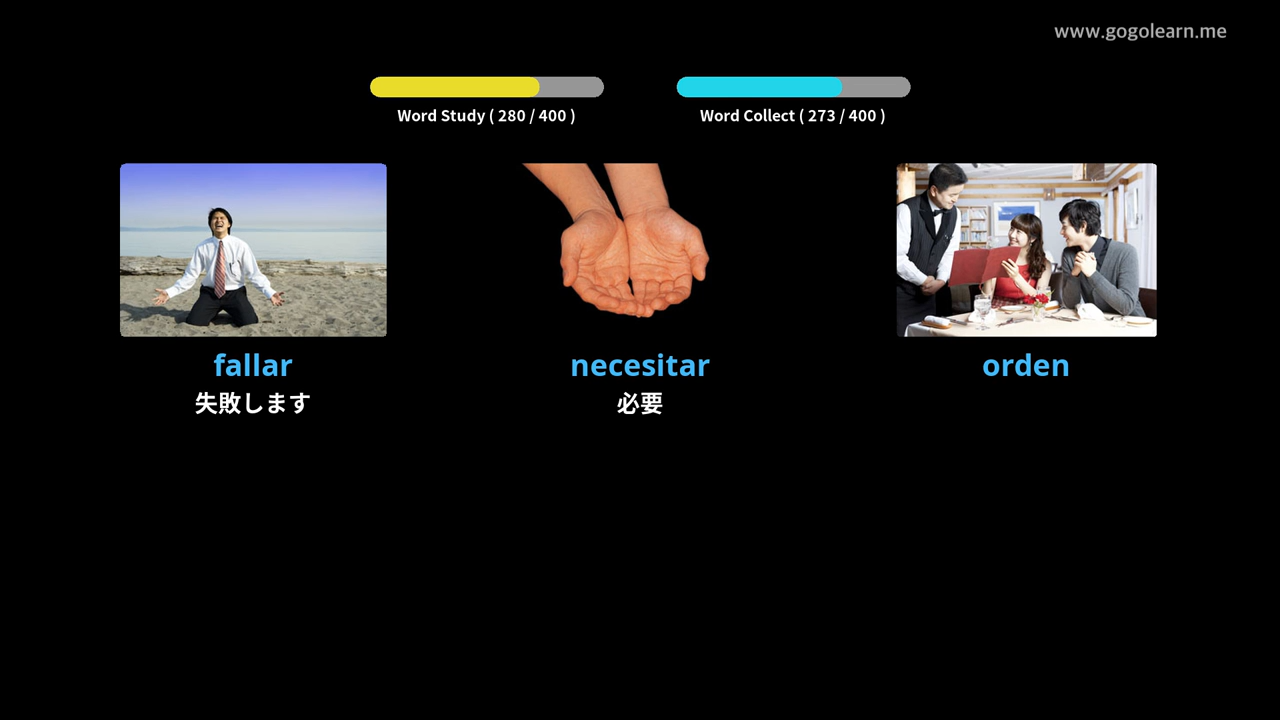 www.gogolearn.me
Word Study ( 280 / 400 )
Word Collect ( 273 / 400 )
fallar
失敗します
necesitar
必要
orden